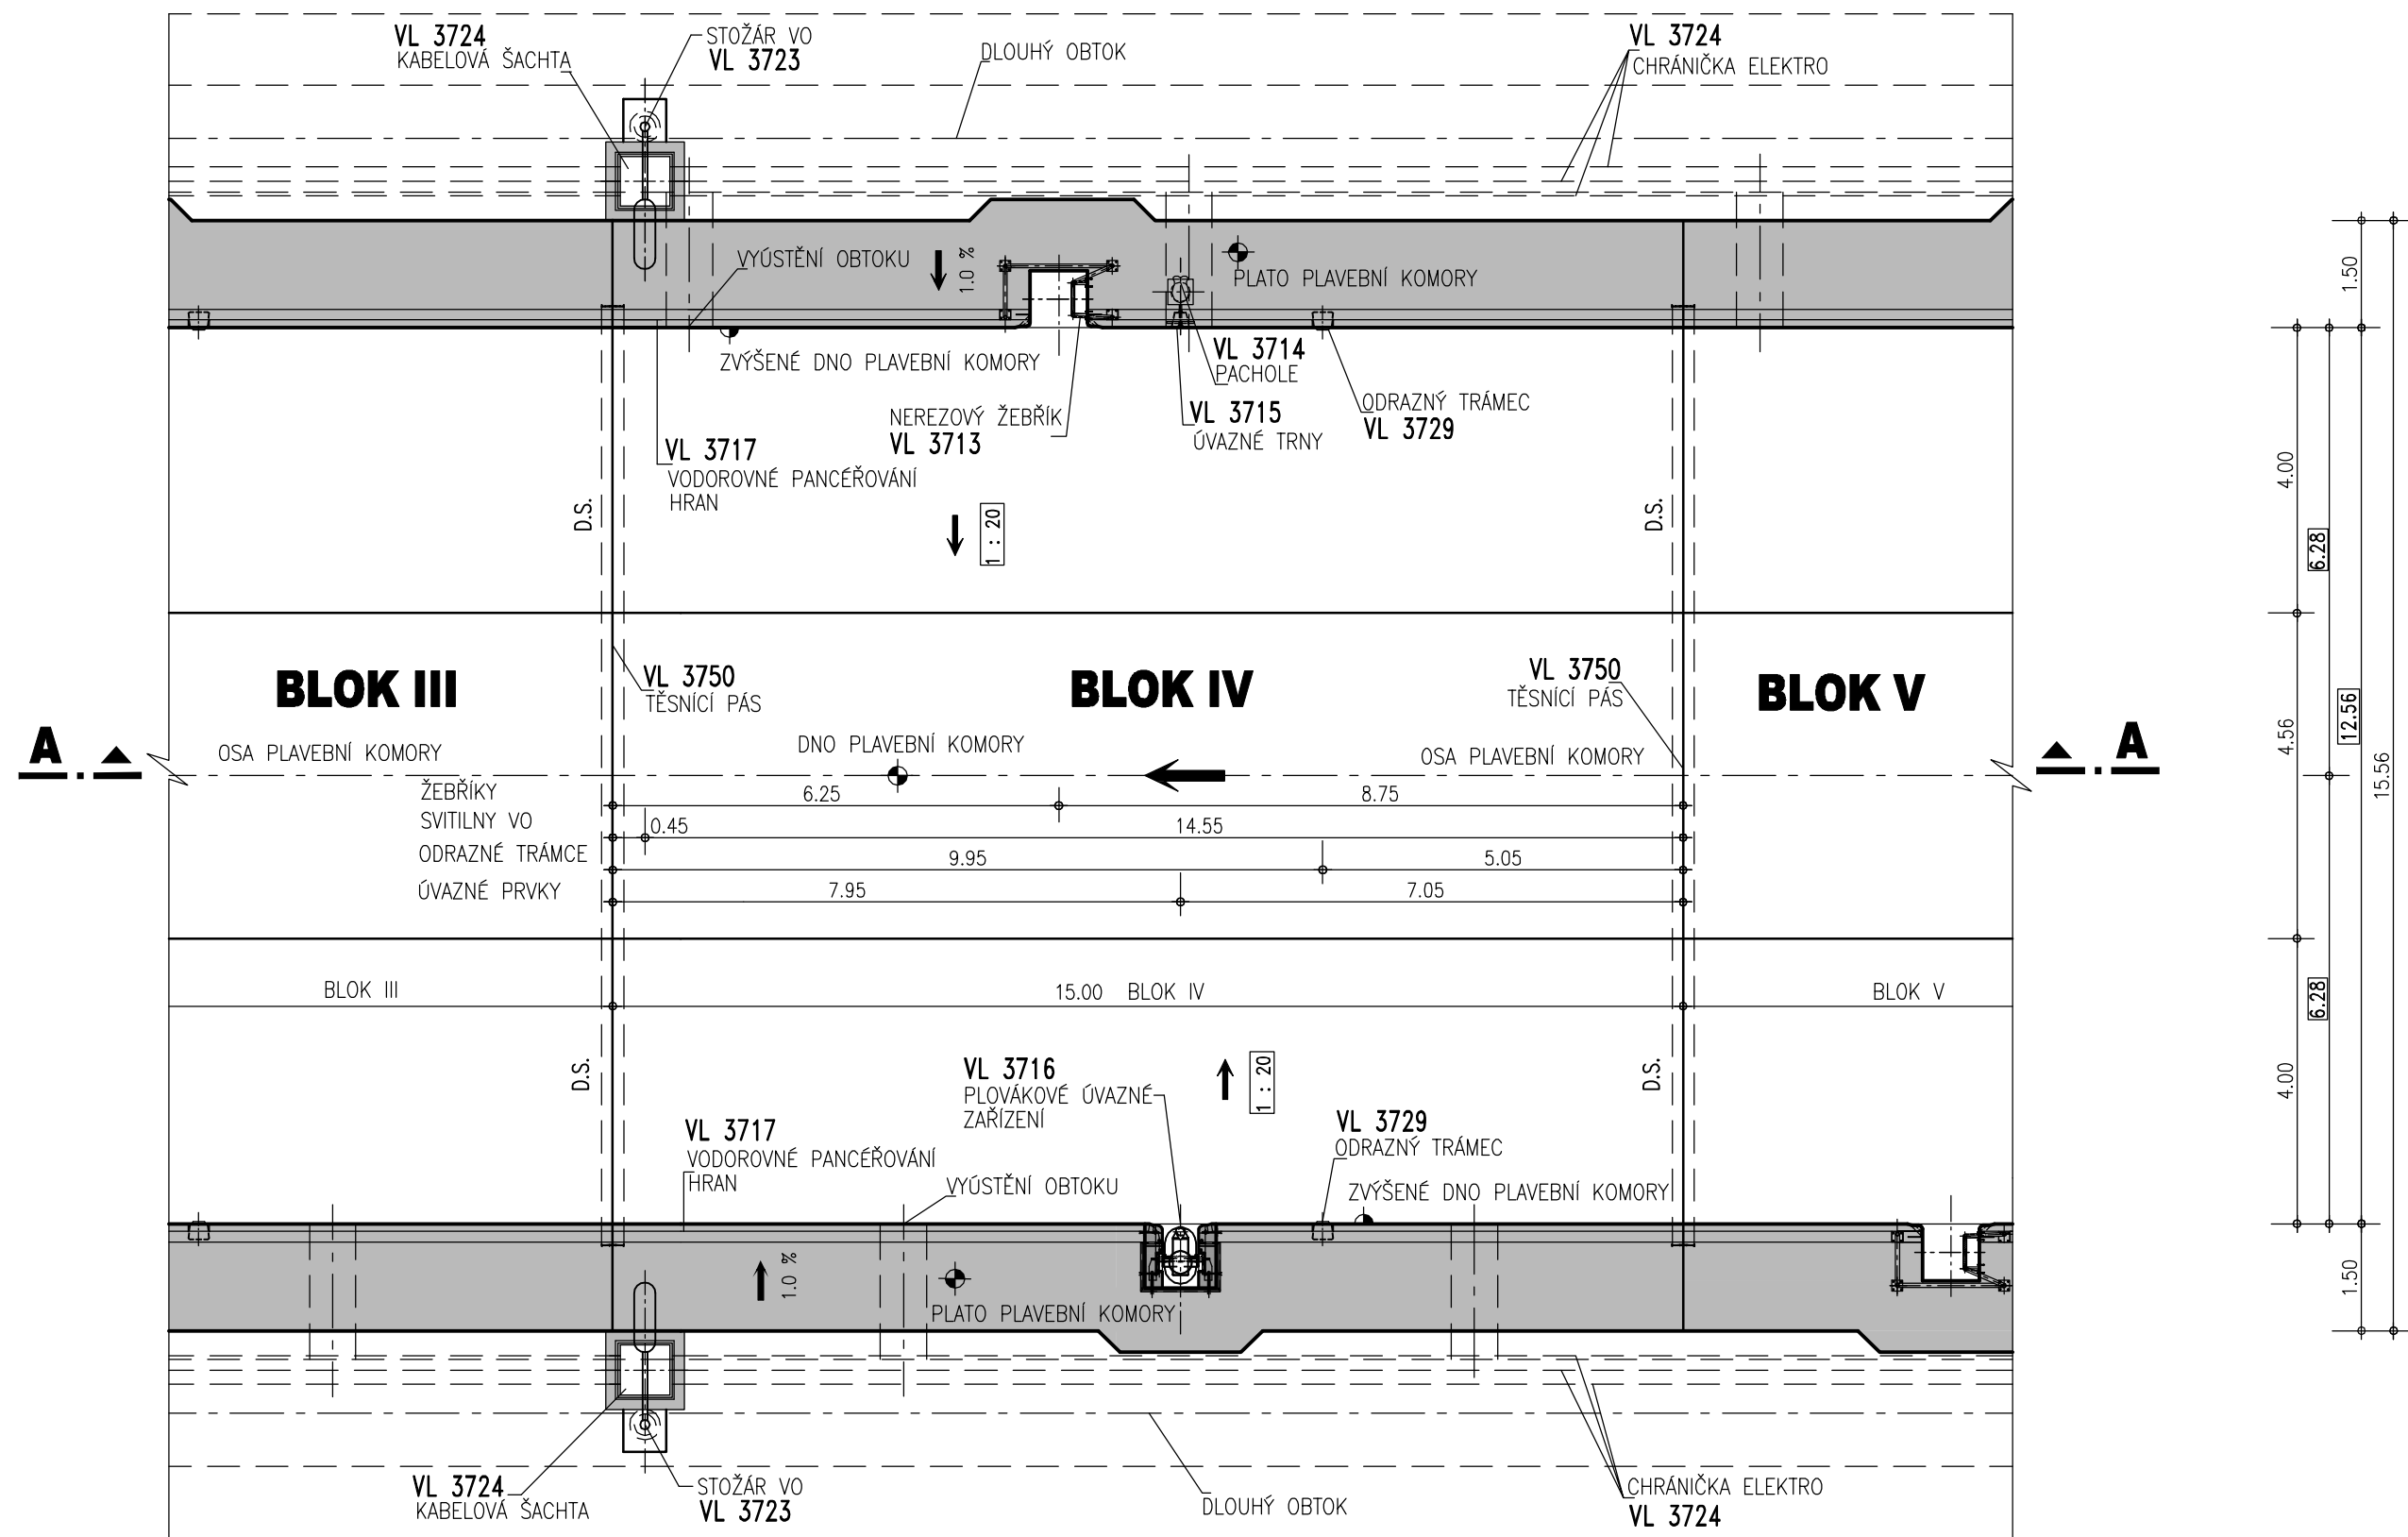 VL 3724
KABELOVÁ ŠACHTA
STOŽÁR VO
VL 3723
DLOUHÝ OBTOK
VL 3724
CHRÁNIČKA ELEKTRO
VYÚSTĚNÍ OBTOKU
1.0 %
PLATO PLAVEBNÍ KOMORY
ZVÝŠENÉ DNO PLAVEBNÍ KOMORY
VL 3714
PACHOLE
NEREZOVÝ ŽEBŘÍK
VL 3713
VL 3715
ÚVAZNÉ TRNY
ODRAZNÝ TRÁMEC
VL 3729
VL 3717
VODOROVNÉ PANCÉŘOVÁNÍ
HRAN
D.S.
1 : 20
D.S.
BLOK III
VL 3750
TĚSNÍCÍ PÁS
BLOK IV
VL 3750
TĚSNÍCÍ PÁS
BLOK V
A
OSA PLAVEBNÍ KOMORY
DNO PLAVEBNÍ KOMORY
OSA PLAVEBNÍ KOMORY
A
ŽEBŘÍKY
6.25
8.75
SVITILNY VO
0.45
14.55
ODRAZNÉ TRÁMCE
9.95
5.05
ÚVAZNÉ PRVKY
7.95
7.05
BLOK III
15.00 BLOK IV
BLOK V
D.S.
VL 3716
PLOVÁKOVÉ ÚVAZNÉ
ZAŘÍZENÍ
1 : 20
D.S.
VL 3717
VODOROVNÉ PANCÉŘOVÁNÍ
HRAN
VL 3729
ODRAZNÝ TRÁMEC
VYÚSTĚNÍ OBTOKU
ZVÝŠENÉ DNO PLAVEBNÍ KOMORY
1.0 %
PLATO PLAVEBNÍ KOMORY
VL 3724
KABELOVÁ ŠACHTA
STOŽÁR VO
VL 3723
DLOUHÝ OBTOK
CHRÁNIČKA ELEKTRO
VL 3724
1.50
4.00
6.28
12.56
4.56
15.56
6.28
4.00
1.50